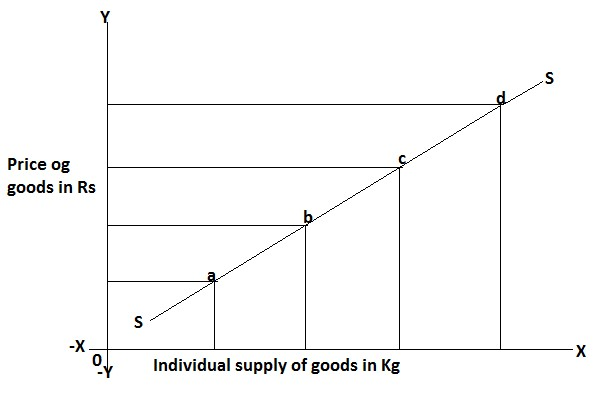 Y
S
d
c
Price og
goods in Rs
b
a
S
-X
X
0
Individual supply of goods in Kg
-Y